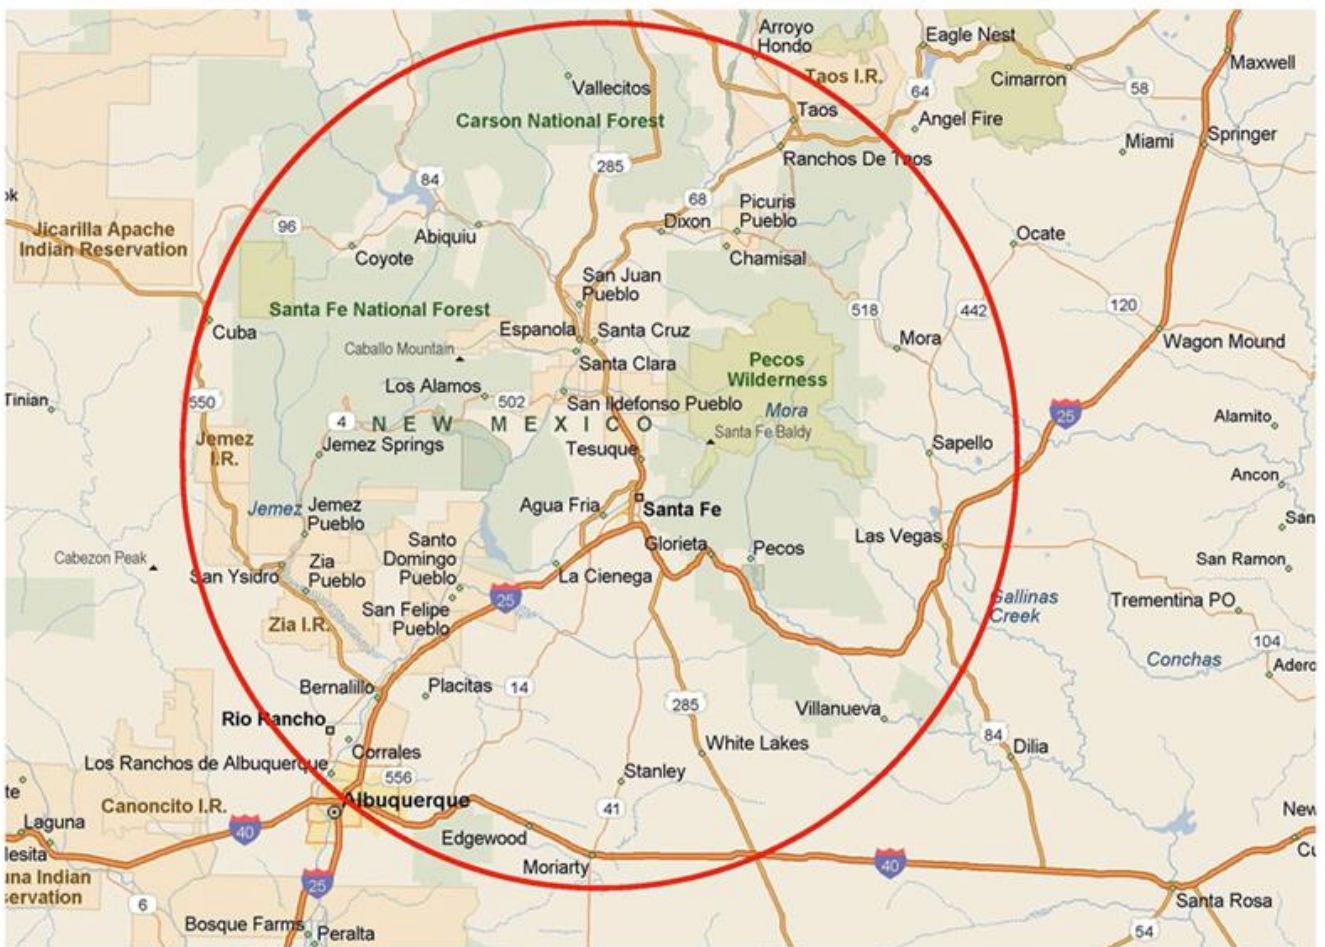 Arroyo
Hondo
Eagle Nest
Maxwell
Vallecitos
Taos I.R.
Cimarron
64
58
Carson National Forest
Taos
Angel Fire
Miami
Springer
285
Ranchos De Taos
84
68
Picuris
Pueblo
Jicarilla Apache
Indian Reservation
96
Abiquiu
Dixon
Ocate
Coyote
Chamisal
San Juan
Pueblo
Santa Fe National Forest
518
442
120
Cuba
Espanola
Santa Cruz
Mora
Wagon Mound
Caballo Mountain
Santa Clara
Pecos
Wilderness
Los Alamos
Tinian
550
502
San Ildefonso Pueblo
Mora
25
Alamito
4
NEW MEXICO
Santa Fe Baldy
Jemez
I.R.
Jemez Springs
Tesuque
Sapello
Ancon
Jemez
Jemez
Pueblo
Agua Fria
Santa Fe
San
Santo
Domingo
Pueblo
Glorieta
Pecos
Las Vegas
Cabezon Peak
Zia
Pueblo
San Ysidro
La Cienega
San Ramon
25
San Felipe
Pueblo
Gallinas
Creek
Trementina PO
Zia I.R.
104
Conchas
Bernalillo
Placitas
14
285
Villanueva
Rio Rancho
84
Corrales
White Lakes
Dilia
Los Ranchos de Albuquerque
556
Stanley
Canoncito I.R.
Albuquerque
41
Laguna
40
Edgewood
Moriarty
40
25
Santa Rosa
6
Bosque Farms
Peralta
54